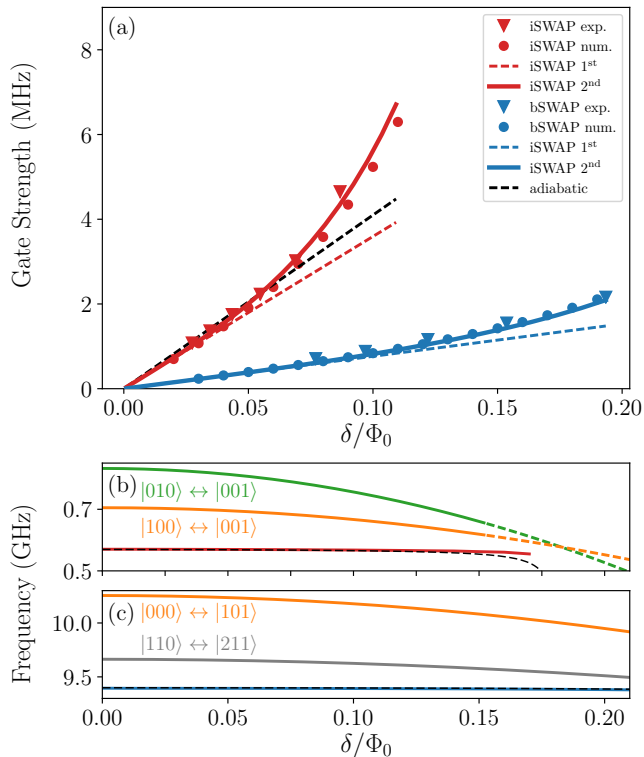 (a)
8
6
4
2
0
Gate Strength (MHz)
iSWAP exp.
iSWAP num.
iSWAP 1st
iSWAP 2nd
bSWAP exp.
bSWAP num.
iSWAP 1st
iSWAP 2nd
adiabatic
0.00 0.05 0.10 0.15 0.20
δ/Φ0
(b)
|010⟩ ↔ |001⟩
|100⟩ ↔ |001⟩
0.7
0.5
Frequency (GHz)
(c)
|000⟩ ↔ |101⟩
|110⟩ ↔ |211⟩
10.0
9.5
0.00 0.05 0.10 0.15 0.20
δ/Φ0